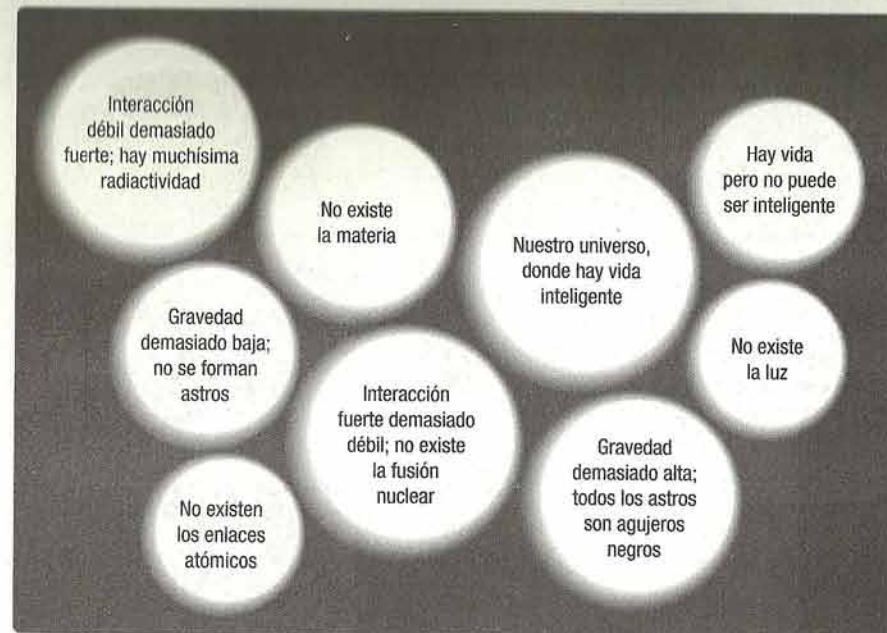 Interacción
débil demasiado
fuerte; hay muchísima
radiactividad
No existe
la materia
Nuestro universo,
donde hay vida
inteligente
Hay vida
pero no puede
ser inteligente
Gravedad
demasiado baja;
no se forman
astros
Interacción
fuerte demasiado
débil; no existe
la fusión
nuclear
No existe
la luz
Gravedad
demasiado alta;
todos los astros
son agujeros
negros
No existen
los enlaces
atómicos